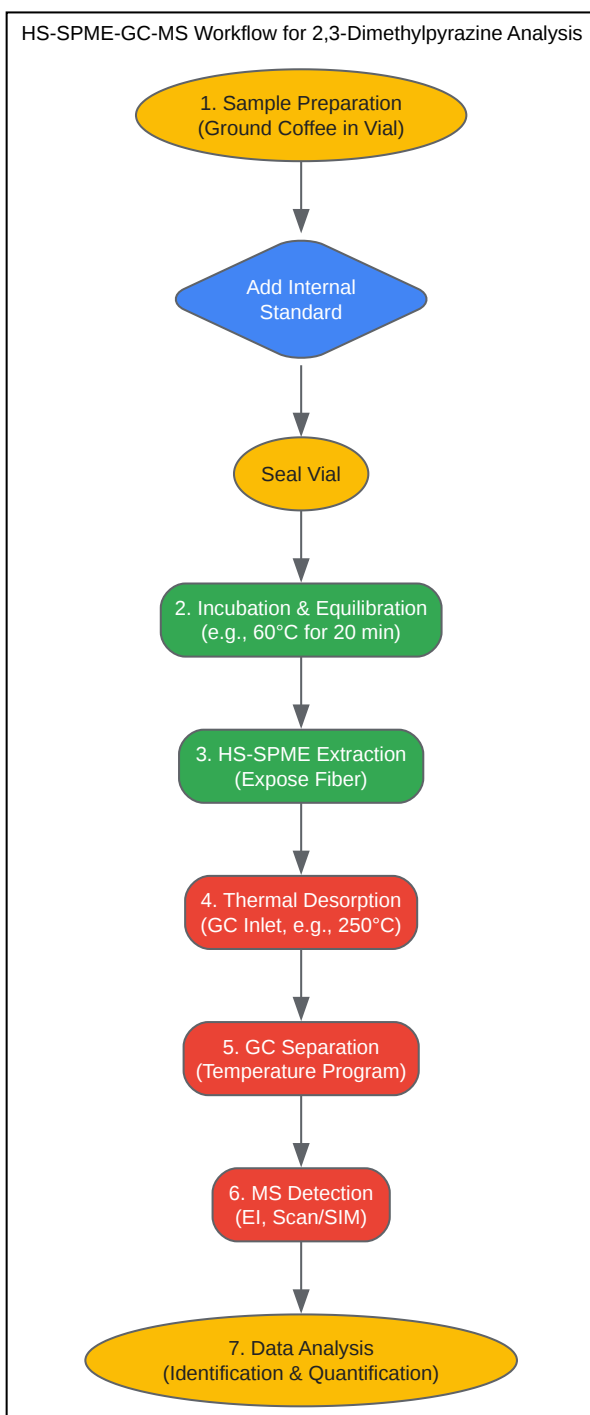 HS-SPME-GC-MS Workflow for 2,3-Dimethylpyrazine Analysis
1. Sample Preparation
(Ground Coffee in Vial)
Add Internal
Standard
Seal Vial
2. Incubation & Equilibration
(e.g., 60°C for 20 min)
3. HS-SPME Extraction
(Expose Fiber)
4. Thermal Desorption
(GC Inlet, e.g., 250°C)
5. GC Separation
(Temperature Program)
6. MS Detection
(EI, Scan/SIM)
7. Data Analysis
(Identification & Quantification)